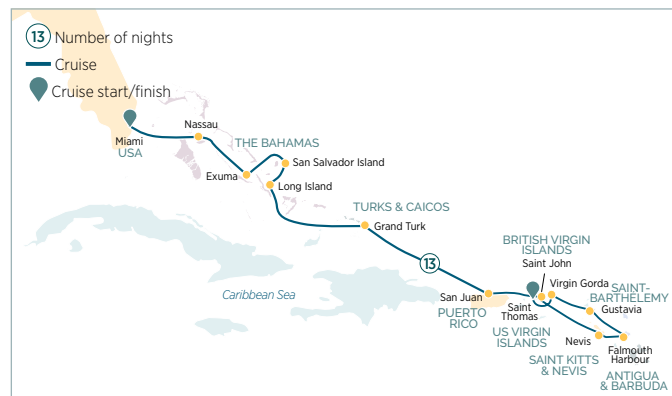 13 Number of nights
Cruise
Cruise start/finish
Miami
USA
Nassau
THE BAHAMAS
San Salvador Island
Exuma
Long Island
TURKS & CAICOS
Grand Turk
13
Caribbean Sea
BRITISH VIRGIN
ISLANDS
Saint John
Virgin Gorda
SAINT-
BARTHÉLEMY
San Juan
Saint
Thomas
Gustavia
PUERTO
RICO
US VIRGIN
ISLANDS
Nevis
Falmouth
Harbour
SAINT KITTS
& NEVIS
ANTIGUA
& BARBUDA